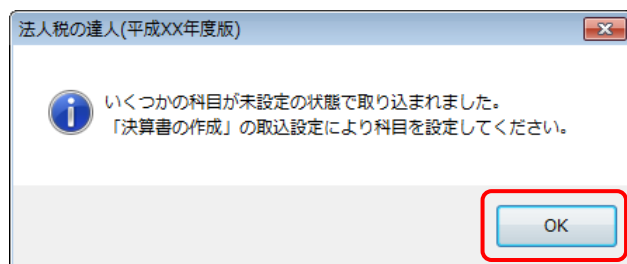 法人税の達人(平成XX年度版)
いくつかの科目が未設定の状態で取り込まれました。
「決算書の作成」の取込設定により科目を設定してください。
OK